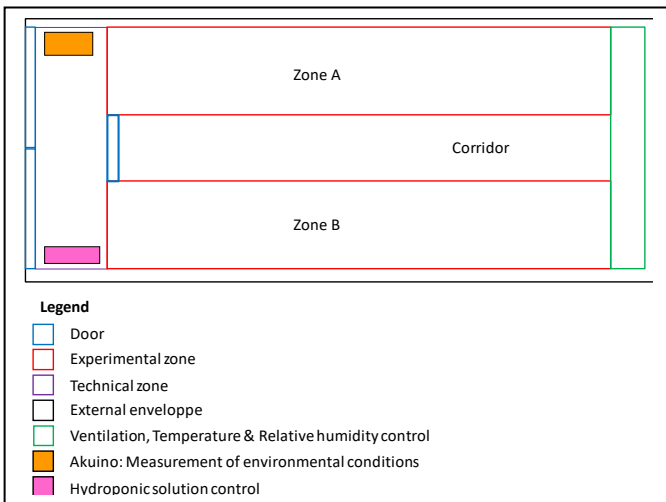 Zone A
Corridor
Zone B
Legend
Door
Experimental zone
Technical zone
External enveloppe
Ventilation, Temperature & Relative humidity control
Akuino: Measurement of environmental conditions
Hydroponic solution control